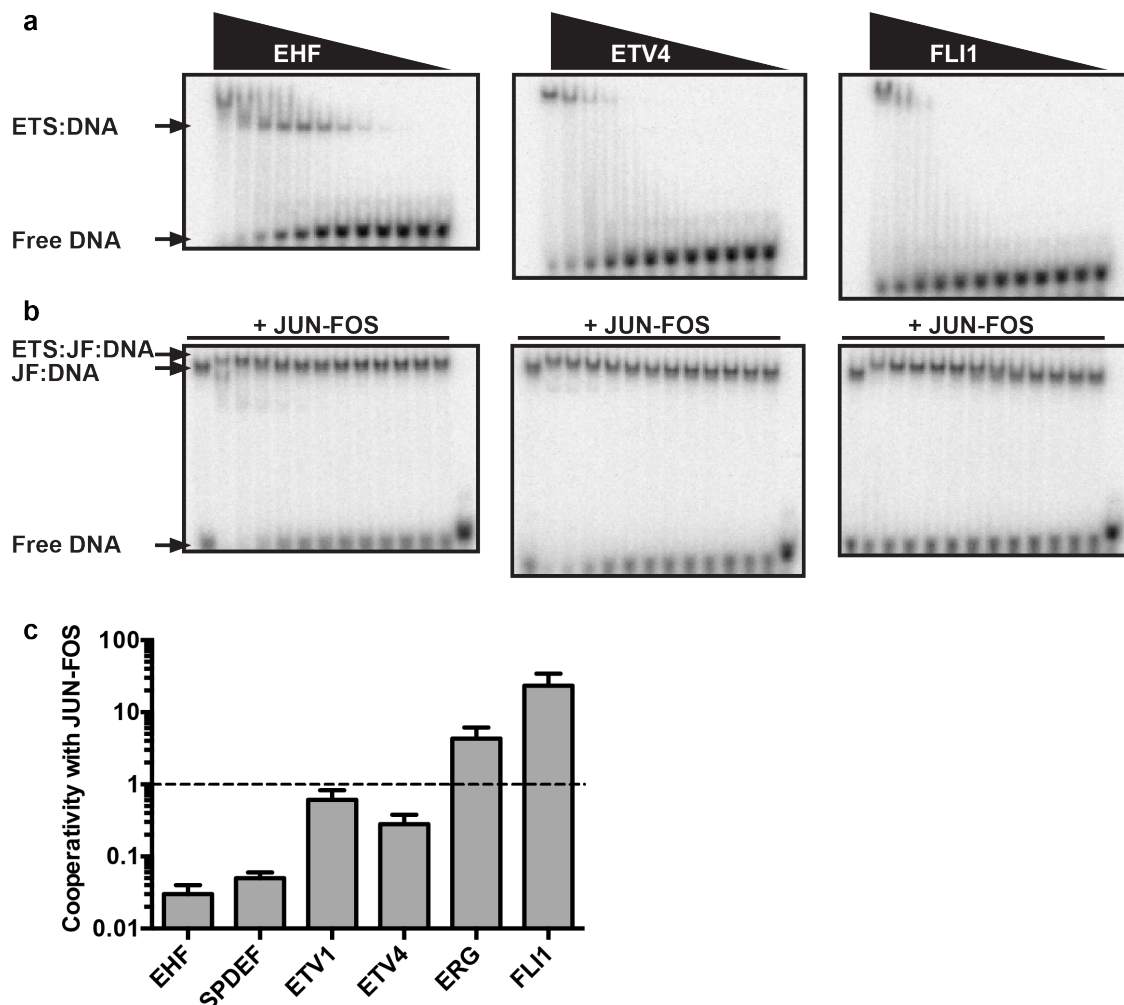 a
EHF
ETV4
FLI1
ETS:DNA
Free DNA
b
+ JUN-FOS
+ JUN-FOS
+ JUN-FOS
ETS:JF:DNA
JF:DNA
Free DNA
c
Cooperativity with JUN-FOS
100
10
1
0.1
0.01
EHF
SPDEF
ETV1
ETV4
ERG
FLI1